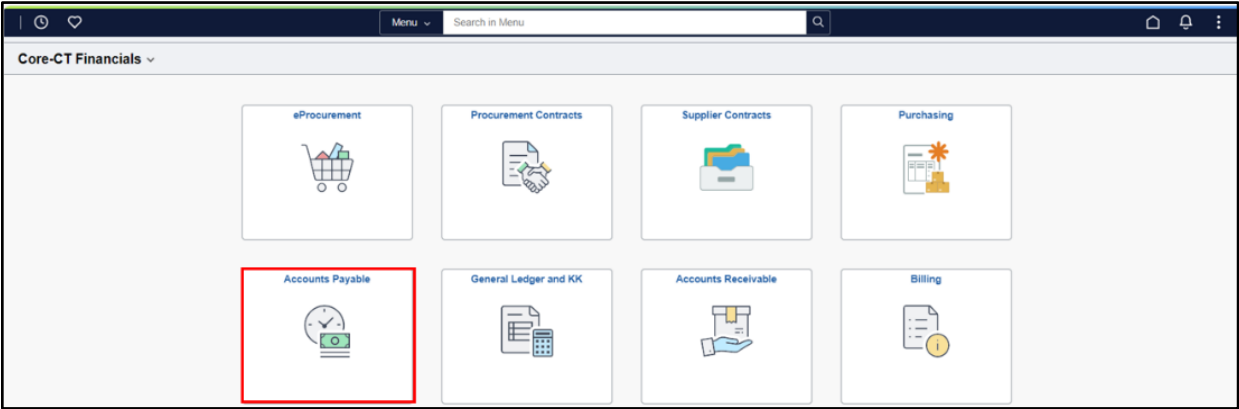 Menu
Search in Menu
Core-CT Financials
eProcurement
Procurement Contracts
Supplier Contracts
Purchasing
Accounts Payable
General Ledger and KK
Accounts Receivable
Billing